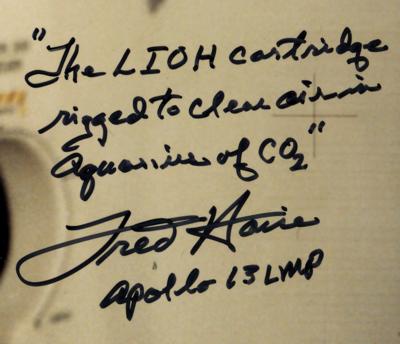 "The LIOH cartridge
rigged to clean air in
Aquarius of CO2"
Fred Haise
Apollo 13 LMP